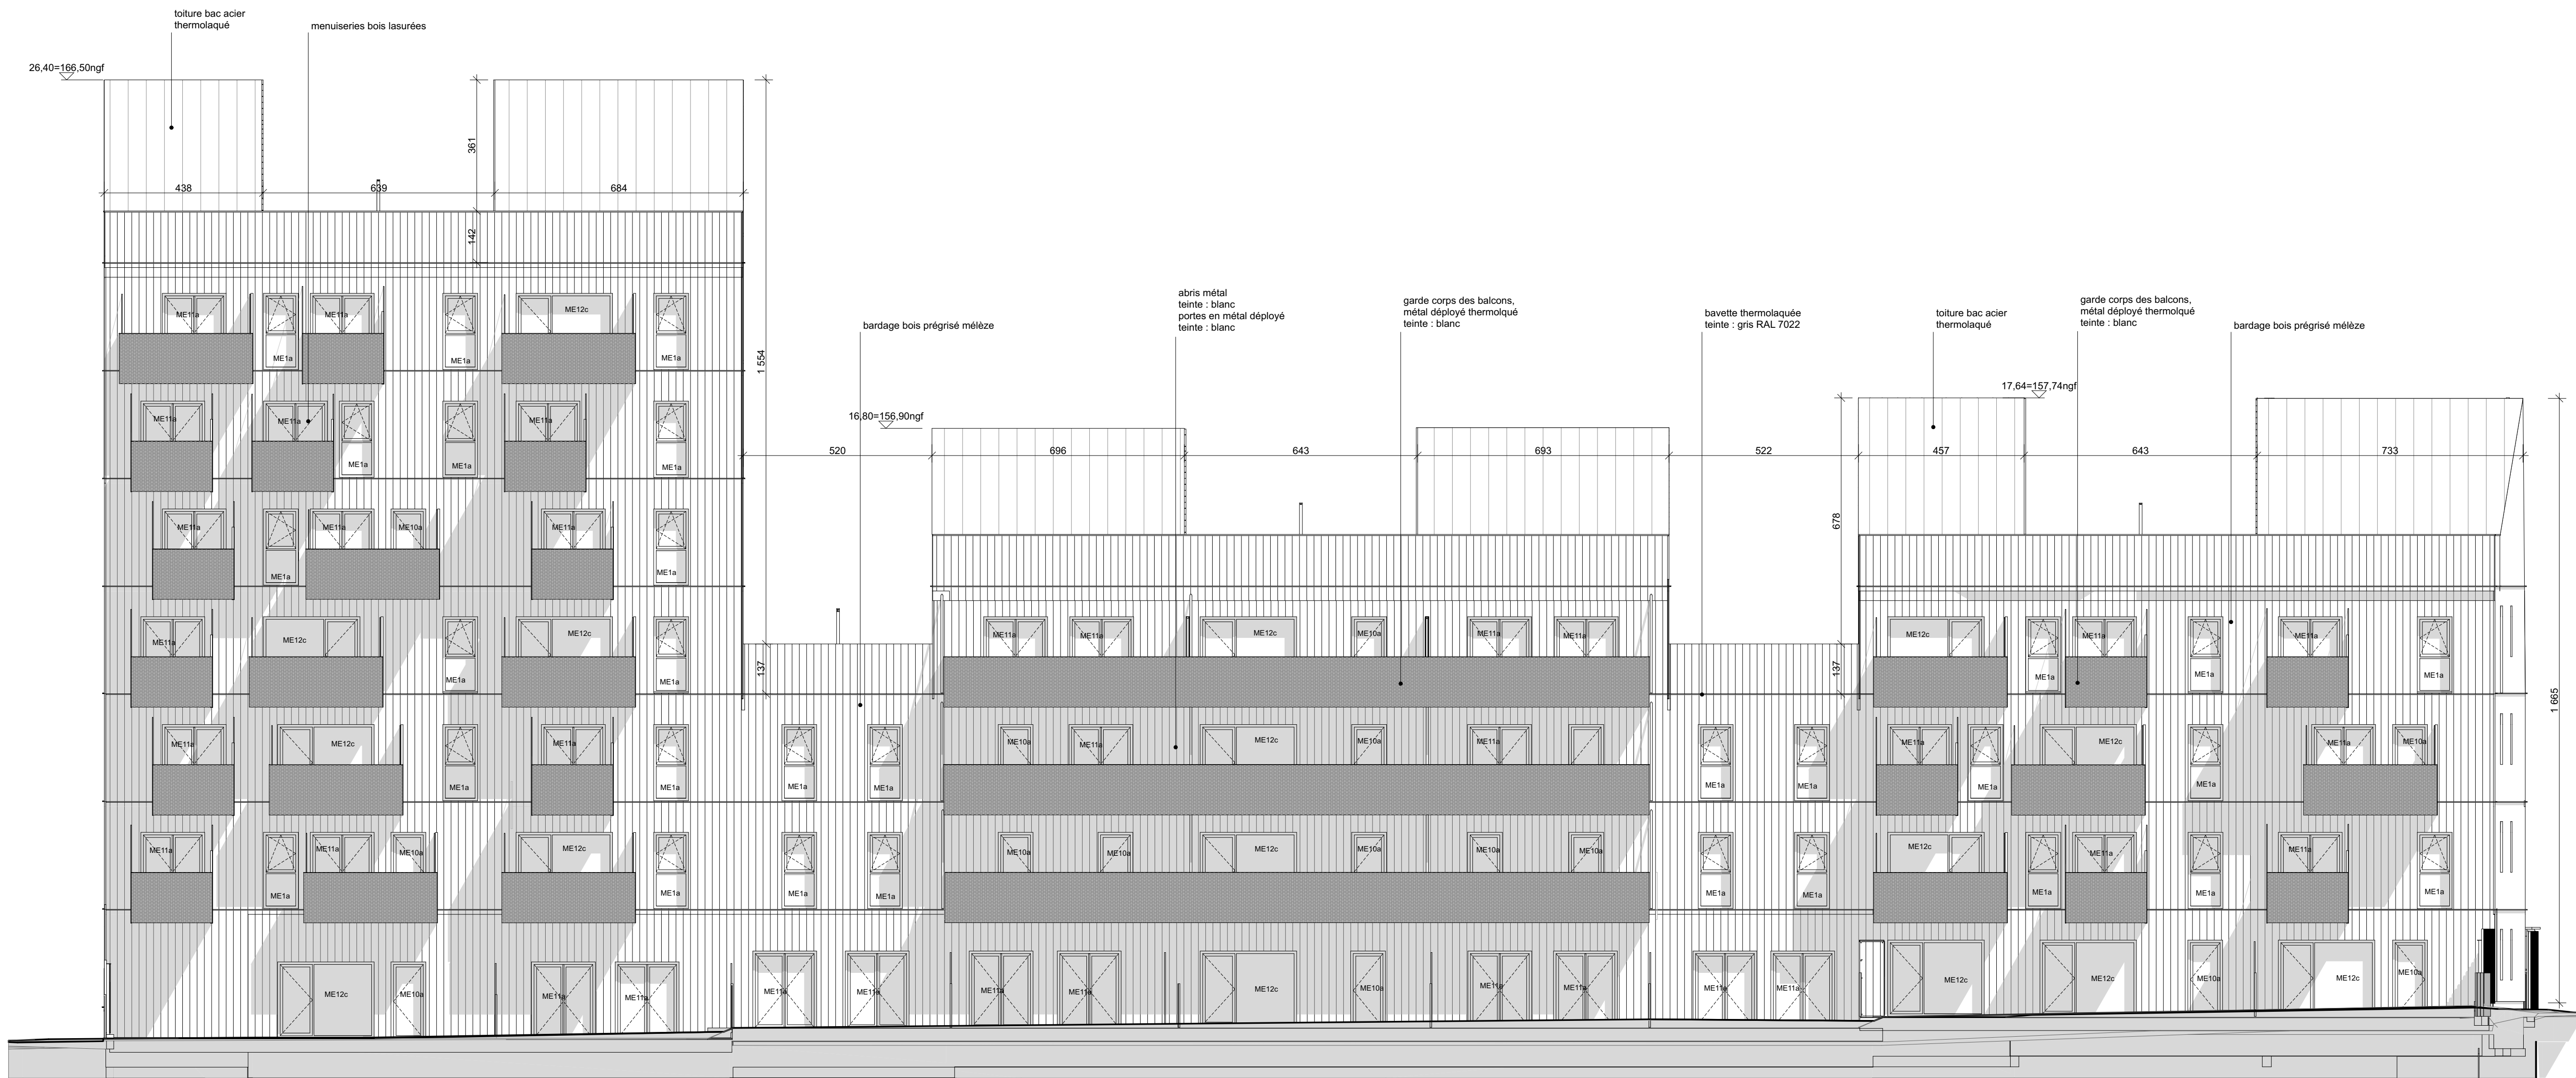 toiture bac acier
thermolaqué
menuiseries bois lasurées
26,40=166,50ngf
361
438
639
684
142
1 554
abris métal
teinte : blanc
portes en métal déployé
teinte : blanc
garde corps des balcons,
métal déployé thermolqué
teinte : blanc
bardage bois prégrisé mélèze
bavette thermolaquée
teinte : gris RAL 7022
toiture bac acier
thermolaqué
garde corps des balcons,
métal déployé thermolqué
teinte : blanc
bardage bois prégrisé mélèze
16,80=156,90ngf
17,64=157,74ngf
520
696
643
693
522
457
643
733
678
137
137
1 665
ME11a ME1a ME11a ME1a ME12c ME1a
ME11a ME11a ME1a ME1a ME11a ME1a
ME11a ME1a ME11a ME10a ME11a ME1a
ME11a ME12c ME1a ME12c ME1a ME11a ME11a ME12c ME10a ME11a ME11a ME12c ME1a ME11a ME1a ME11a ME1a
ME11a ME12c ME1a ME11a ME1a ME1a ME1a ME10a ME11a ME12c ME10a ME11a ME1a ME1a ME11a ME1a ME12c ME1a ME11a ME10a
ME11a ME1a ME11a ME10a ME12c ME1a ME1a ME1a ME10a ME10a ME12c ME10a ME10a ME10a ME1a ME1a ME12c ME1a ME11a ME1a ME11a ME1a
ME12c ME10a ME11a ME11a ME11a ME11a ME11a ME11a ME12c ME10a ME11a ME11a ME11a ME11a ME12c ME12c ME10a ME12c ME10a